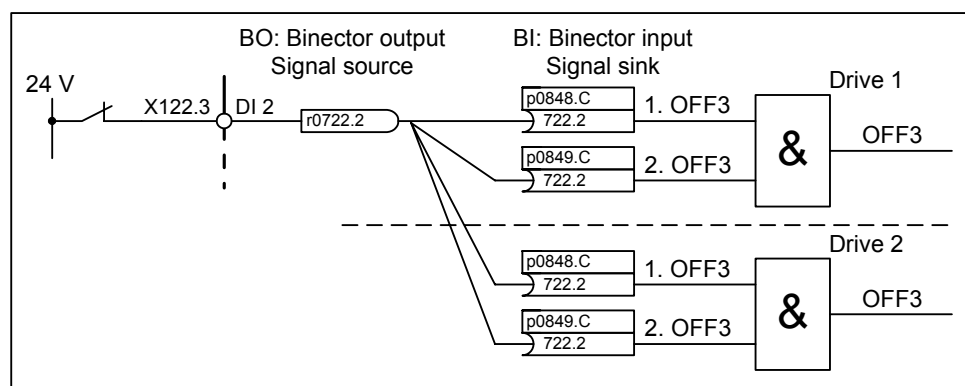 BO: Binector output
Signal source
BI: Binector input
Signal sink
24 V
X122.3
DI 2
r0722.2
Drive 1
p0848.C
722.2
1. OFF3
p0849.C
722.2
2. OFF3
&
OFF3
Drive 2
p0848.C
722.2
1. OFF3
p0849.C
722.2
2. OFF3
&
OFF3